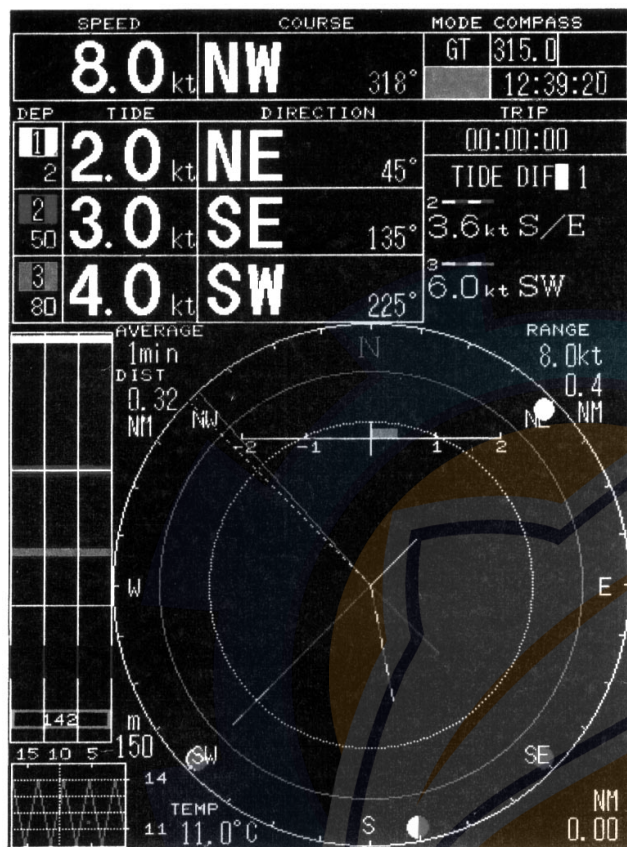 SPEED COURSE MODE COMPASS
8.0 kt NW 318° GT 315.0
12:39:20
DEP TIDE DIRECTION TRIP
1 2 2.0 kt NE 45° 00:00:00
TIDE DIF 1
2 50 3.0 kt SE 135° 2 3.6 kt S/E
3 80 4.0 kt SW 225° 3 6.0 kt SW
AVERAGE
1min
DIST
0.32
NM
N
RANGE
8.0kt
0.4
NM
NW NE
-2 -1 1 2
W E
142 m
150
SW SE
15 10 5
14
11
TEMP
11.0°C
S
NM
0.00